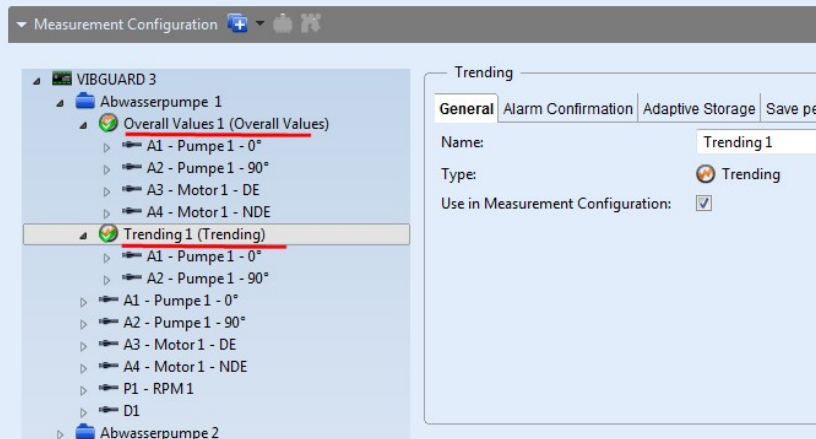 Measurement Configuration
VIBGUARD 3
Abwasserpumpe 1
Overall Values 1 (Overall Values)
A1 - Pumpe 1 - 0°
A2 - Pumpe 1 - 90°
A3 - Motor 1 - DE
A4 - Motor 1 - NDE
Trending 1 (Trending)
A1 - Pumpe 1 - 0°
A2 - Pumpe 1 - 90°
A1 - Pumpe 1 - 0°
A2 - Pumpe 1 - 90°
A3 - Motor 1 - DE
A4 - Motor 1 - NDE
P1 - RPM 1
D1
Abwasserpumpe 2
Trending
General Alarm Confirmation Adaptive Storage Save pe
Name: Trending 1
Type: Trending
Use in Measurement Configuration: